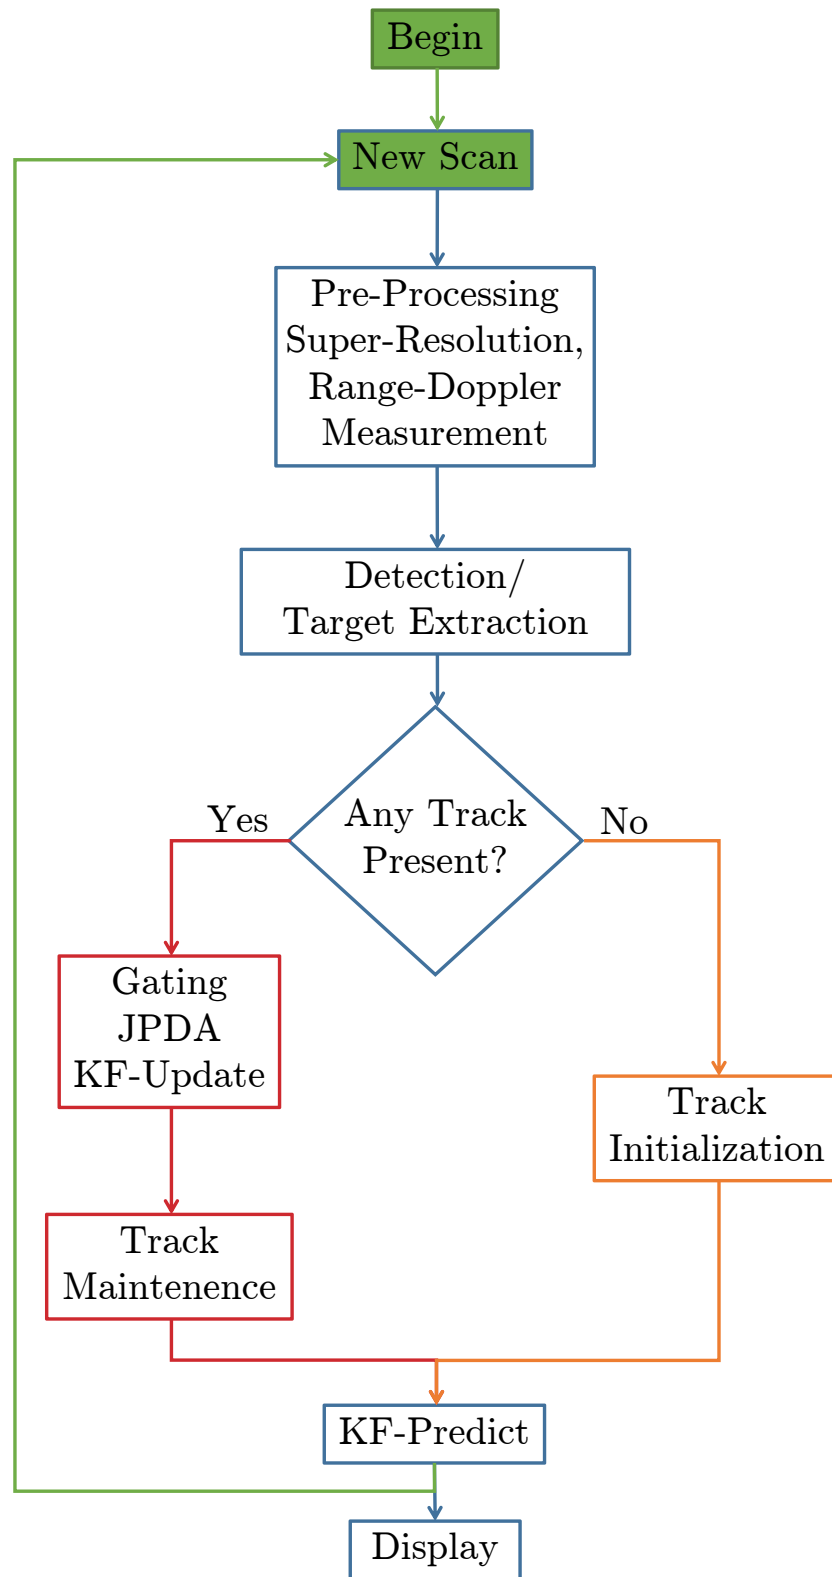 Begin
New Scan
Pre-Processing
Super-Resolution,
Range-Doppler
Measurement
Detection/
Target Extraction
Any Track
Present?
Yes
No
Gating
JPDA
KF-Update
Track
Initialization
Track
Maintenence
KF-Predict
Display